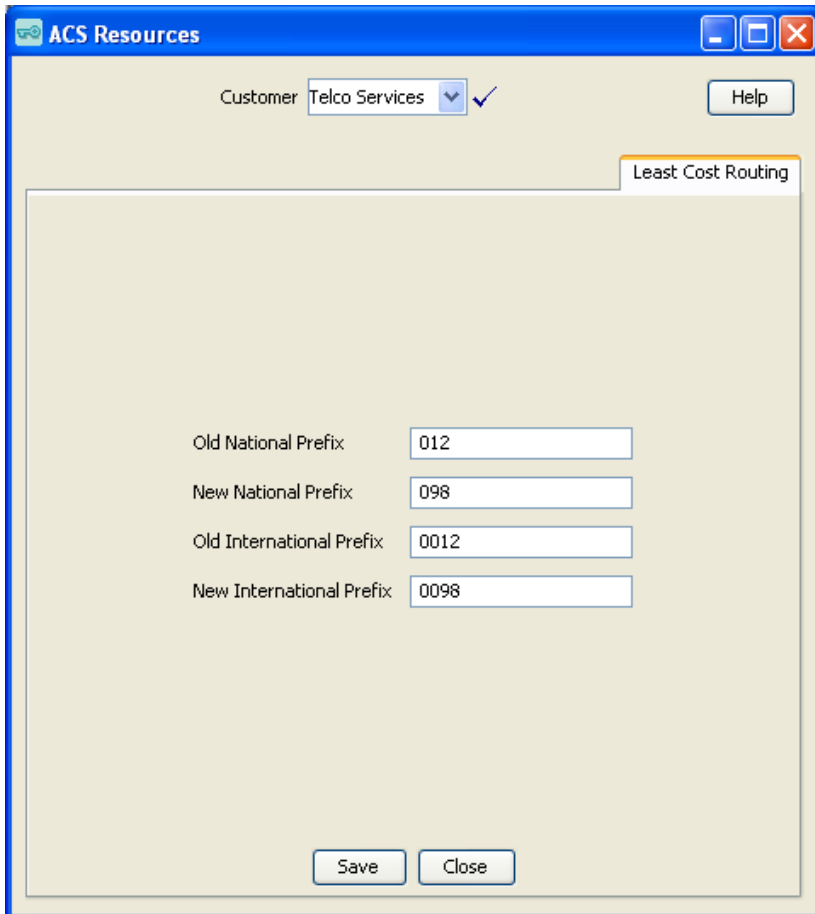 ACS Resources
Customer Telco Services Help
Least Cost Routing
Old National Prefix 012
New National Prefix 098
Old International Prefix 0012
New International Prefix 0098
Save Close